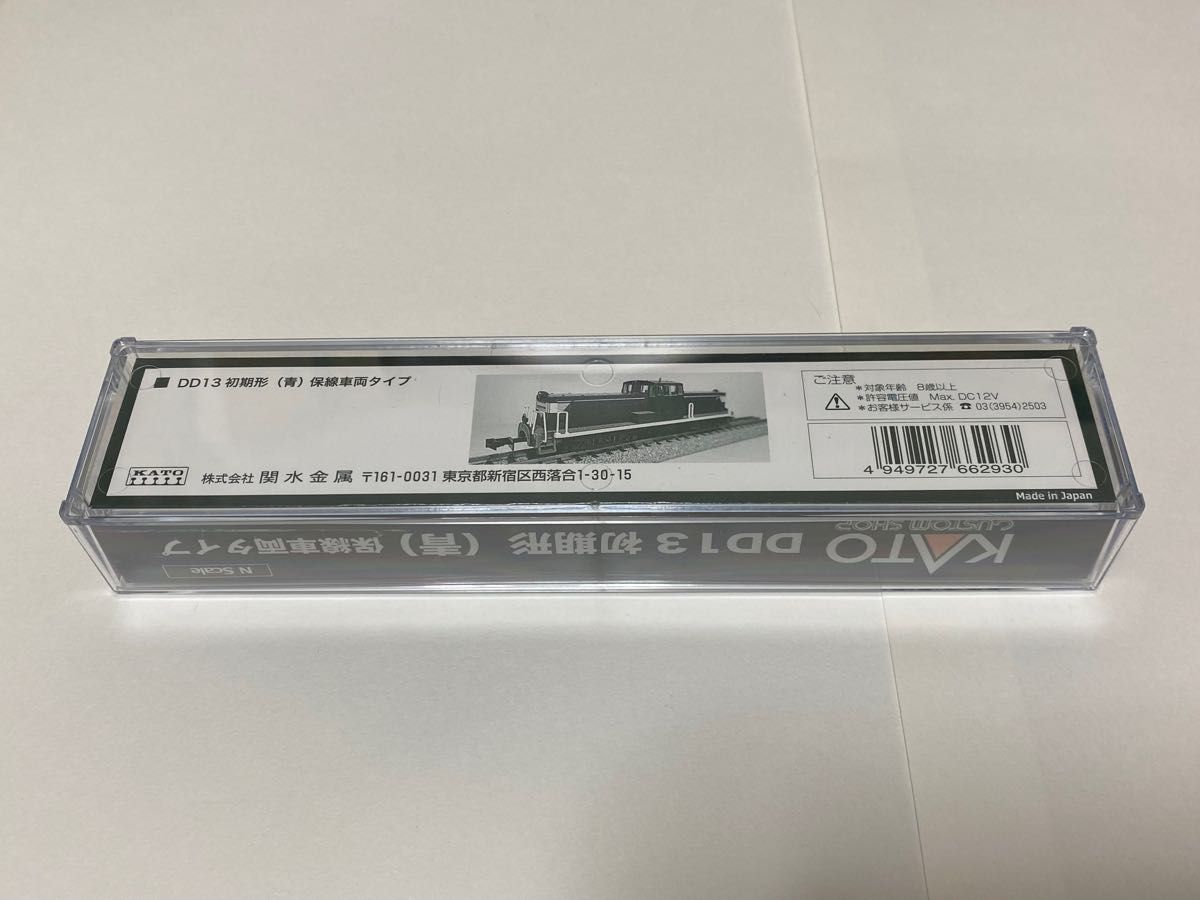 ■ DD13 初期形（青）保線車両タイプ
ご注意
＊対象年齢 8歳以上
＊許容電圧値 Max. DC12V
＊お客様サービス係 ☎ 03(3954)2503
4 949727 662930
KATO
株式会社 関水金属 〒161-0031 東京都新宿区西落合1-30-15
Made in Japan
KATO DD13 初期形（青）保線車両タイプ
CUSTOM SHOP
N Scale